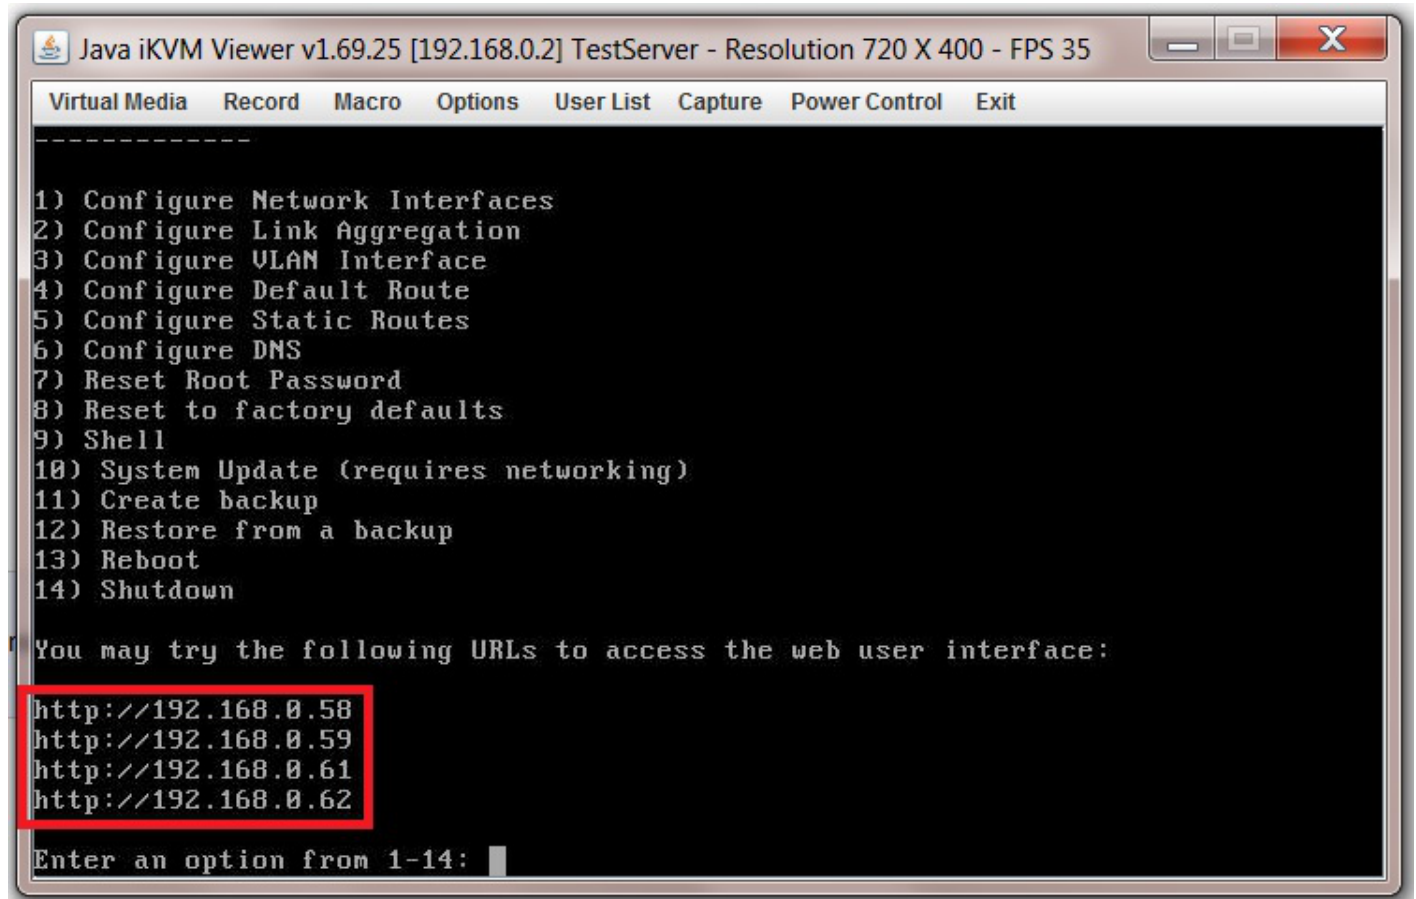 Java iKVM Viewer v1.69.25 [192.168.0.2] TestServer - Resolution 720 X 400 - FPS 35
Virtual Media Record Macro Options User List Capture Power Control Exit
-------------
1) Configure Network Interfaces
2) Configure Link Aggregation
3) Configure VLAN Interface
4) Configure Default Route
5) Configure Static Routes
6) Configure DNS
7) Reset Root Password
8) Reset to factory defaults
9) Shell
10) System Update (requires networking)
11) Create backup
12) Restore from a backup
13) Reboot
14) Shutdown
You may try the following URLs to access the web user interface:
http://192.168.0.58
http://192.168.0.59
http://192.168.0.61
http://192.168.0.62
Enter an option from 1-14: